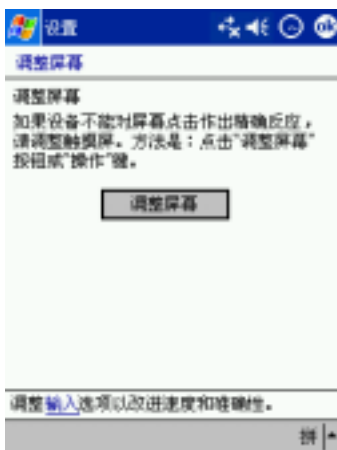 设置
ok
调整屏幕
调整屏幕
如果设备不能对屏幕点击作出精确反应，
请调整触摸屏。方法是：点击“调整屏幕”
按钮或“操作”键。
调整屏幕
调整输入选项以改进速度和准确性。
拼